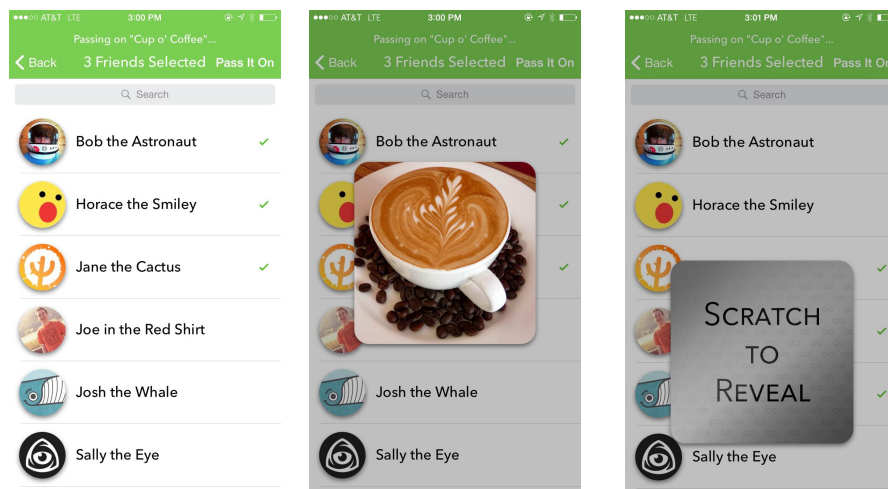 AT&T LTE 3:00 PM
Passing on "Cup o' Coffee"...
Back 3 Friends Selected Pass It On
Search
Bob the Astronaut
Horace the Smiley
Jane the Cactus
Joe in the Red Shirt
Josh the Whale
Sally the Eye
AT&T LTE 3:00 PM
Passing on "Cup o' Coffee"...
Back 3 Friends Selected Pass It On
Search
Bob the Astronaut
Josh the Whale
Sally the Eye
AT&T LTE 3:01 PM
Passing on "Cup o' Coffee"...
Back 3 Friends Selected Pass It On
Search
Bob the Astronaut
Horace the Smiley
SCRATCH
TO
REVEAL
Sally the Eye